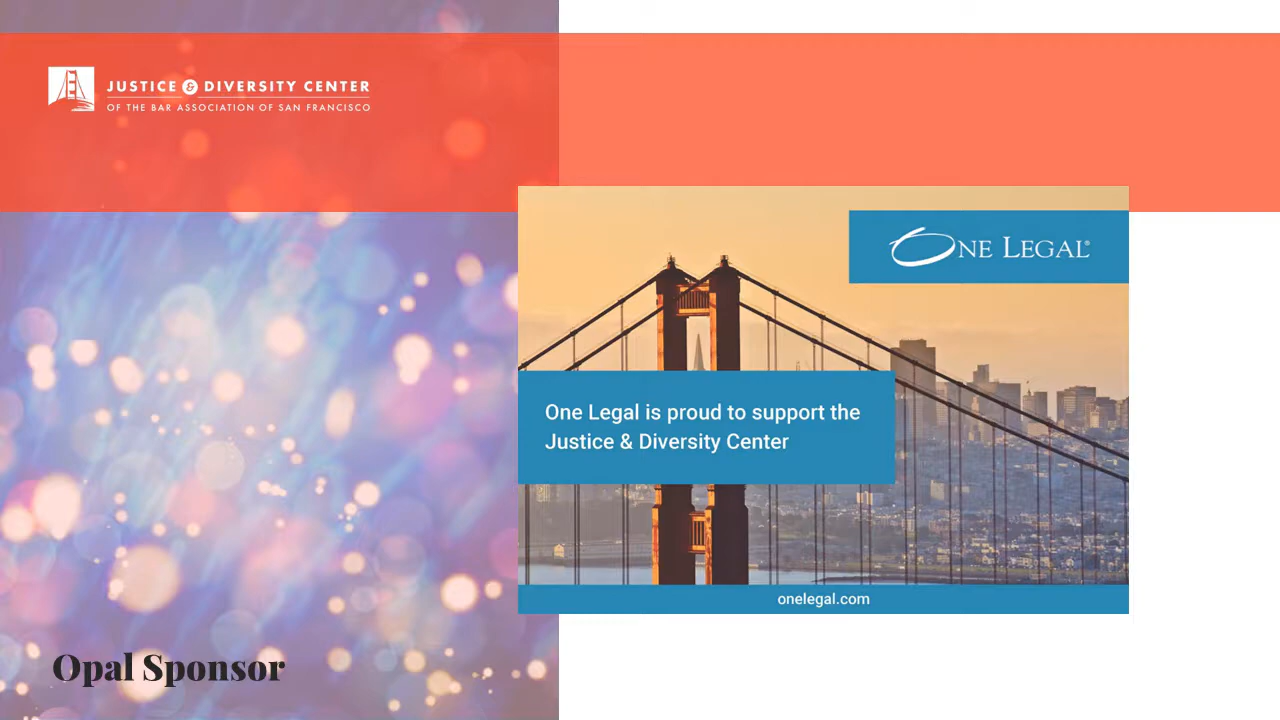 JUSTICE & DIVERSITY CENTER
OF THE BAR ASSOCIATION OF SAN FRANCISCO
ONE LEGAL®
One Legal is proud to support the
Justice & Diversity Center
onelegal.com
Opal Sponsor